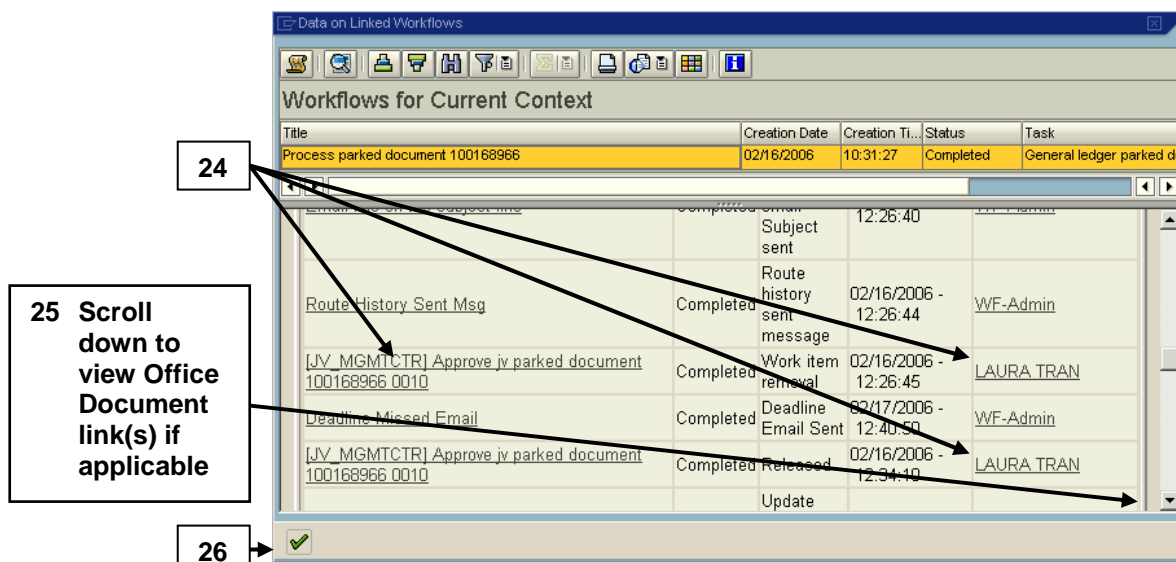 Data on Linked Workflows
Workflows for Current Context
Title Creation Date Creation Ti... Status Task
Process parked document 100168966 02/16/2006 10:31:27 Completed General ledger parked d
24
Subject
sent
12:26:40
Route History Sent Msg Completed Route
history
sent
message
02/16/2006 -
12:26:44
WF-Admin
[JV_MGMTCTR] Approve jv parked document
100168966 0010
Completed Work item
removal
02/16/2006 -
12:26:45
LAURA TRAN
Deadline Missed Email Completed Deadline
Email Sent
02/17/2006 -
12:40:50
WF-Admin
[JV_MGMTCTR] Approve jv parked document
100168966 0010
Completed Released 02/16/2006 -
12:34:10
LAURA TRAN
Update
25 Scroll
down to
view Office
Document
link(s) if
applicable
26